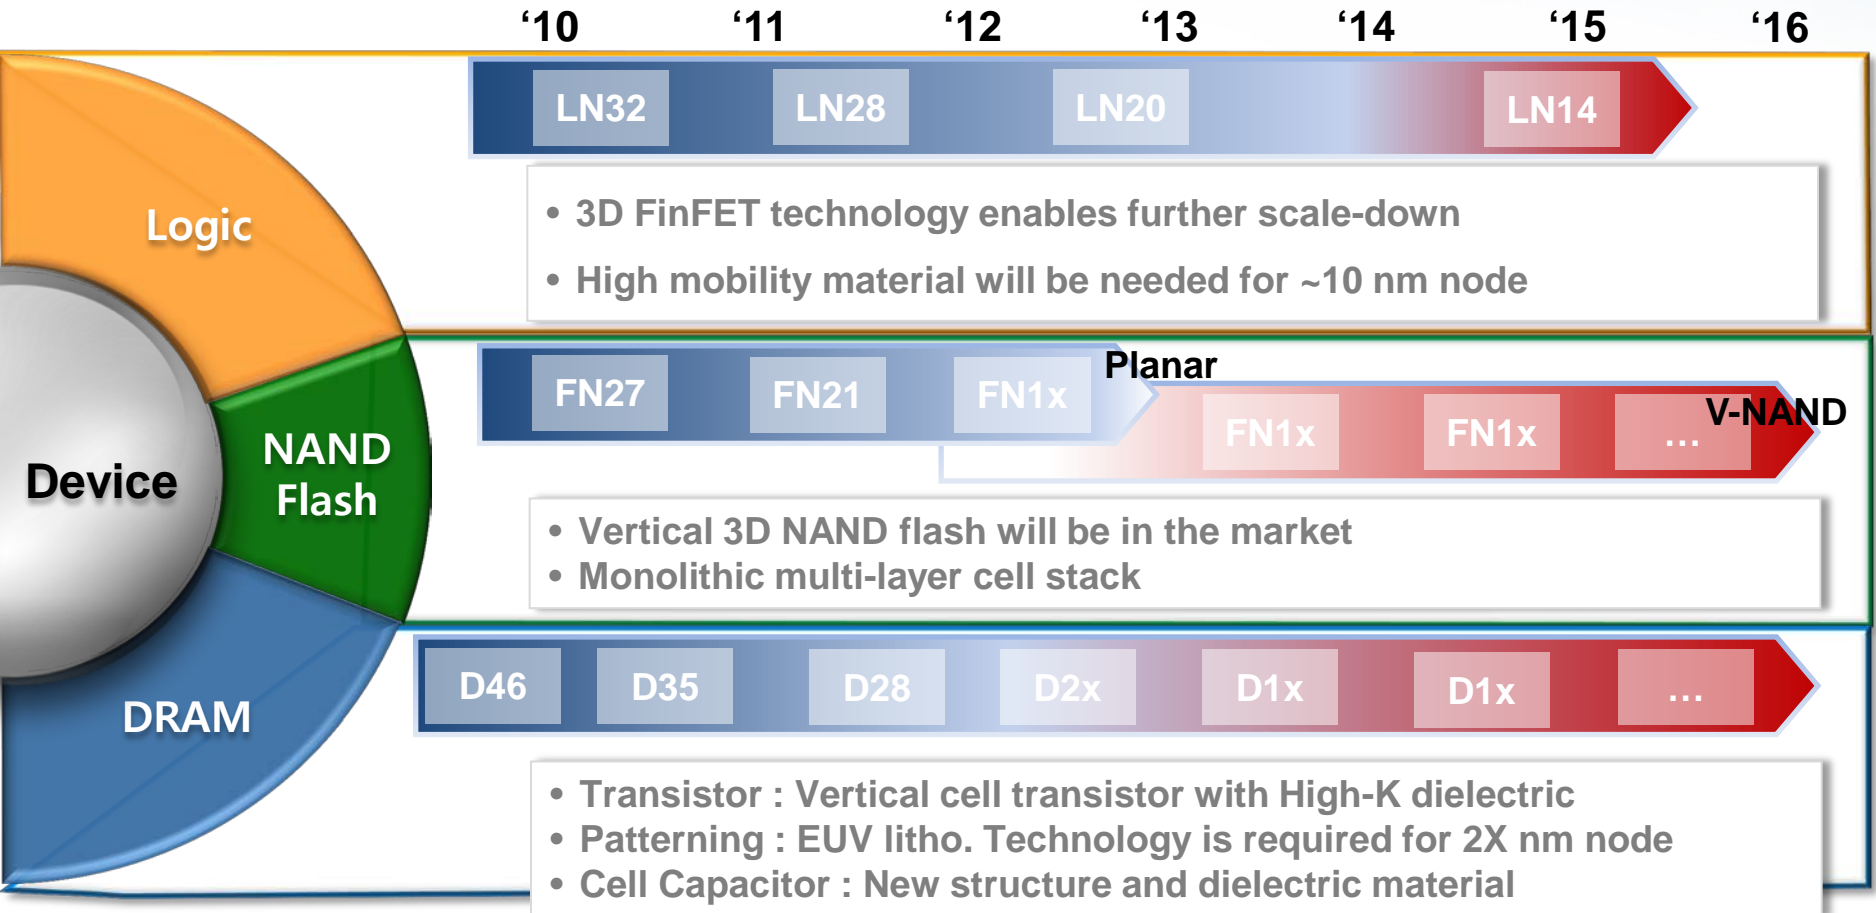 ‘10 ‘11 ‘12 ‘13 ‘14 ‘15 ‘16
Device
Logic
LN32 LN28 LN20 LN14
• 3D FinFET technology enables further scale-down
• High mobility material will be needed for ~10 nm node
NAND
Flash
FN27 FN21 FN1x Planar
FN1x FN1x … V-NAND
• Vertical 3D NAND flash will be in the market
• Monolithic multi-layer cell stack
DRAM
D46 D35 D28 D2x D1x D1x …
• Transistor : Vertical cell transistor with High-K dielectric
• Patterning : EUV litho. Technology is required for 2X nm node
• Cell Capacitor : New structure and dielectric material